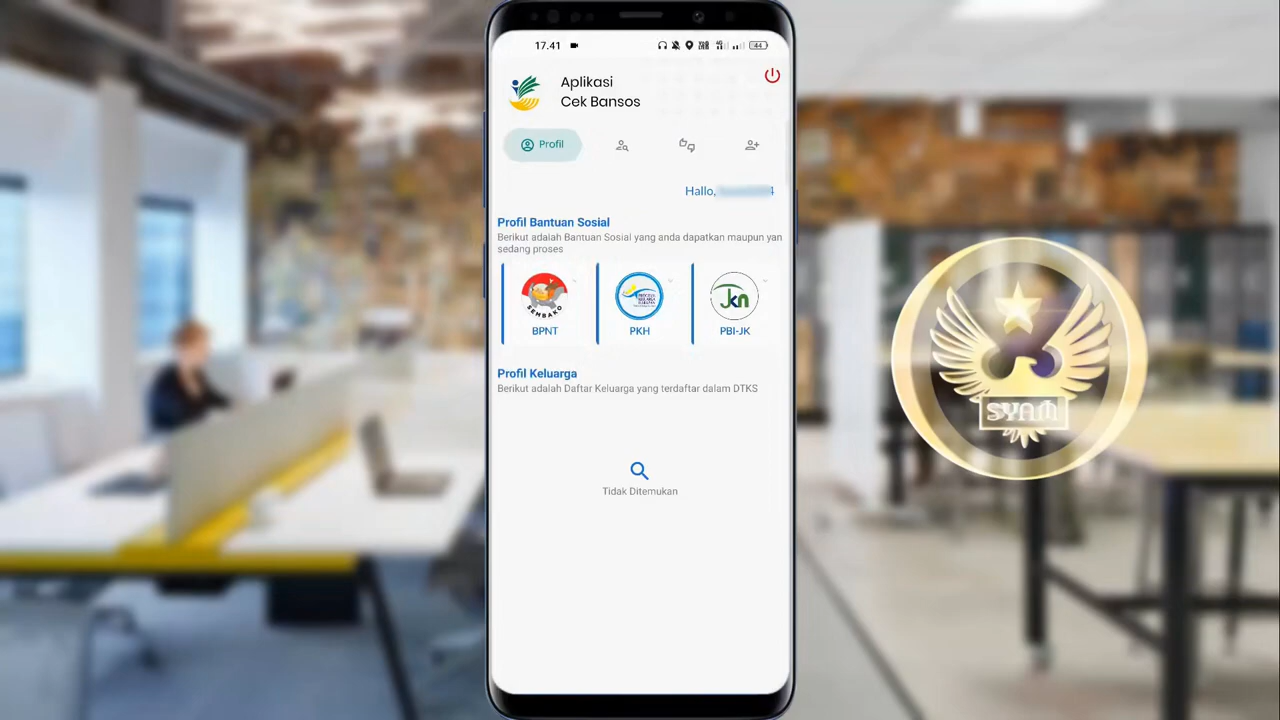 17.41
44
Aplikasi
Cek Bansos
Profil
Hallo,
Profil Bantuan Sosial
Berikut adalah Bantuan Sosial yang anda dapatkan maupun yan
sedang proses
SEMBAKO
Jkn
BPNT
PKH
PBI-JK
Profil Keluarga
Berikut adalah Daftar Keluarga yang terdaftar dalam DTKS
Tidak Ditemukan
SYAM